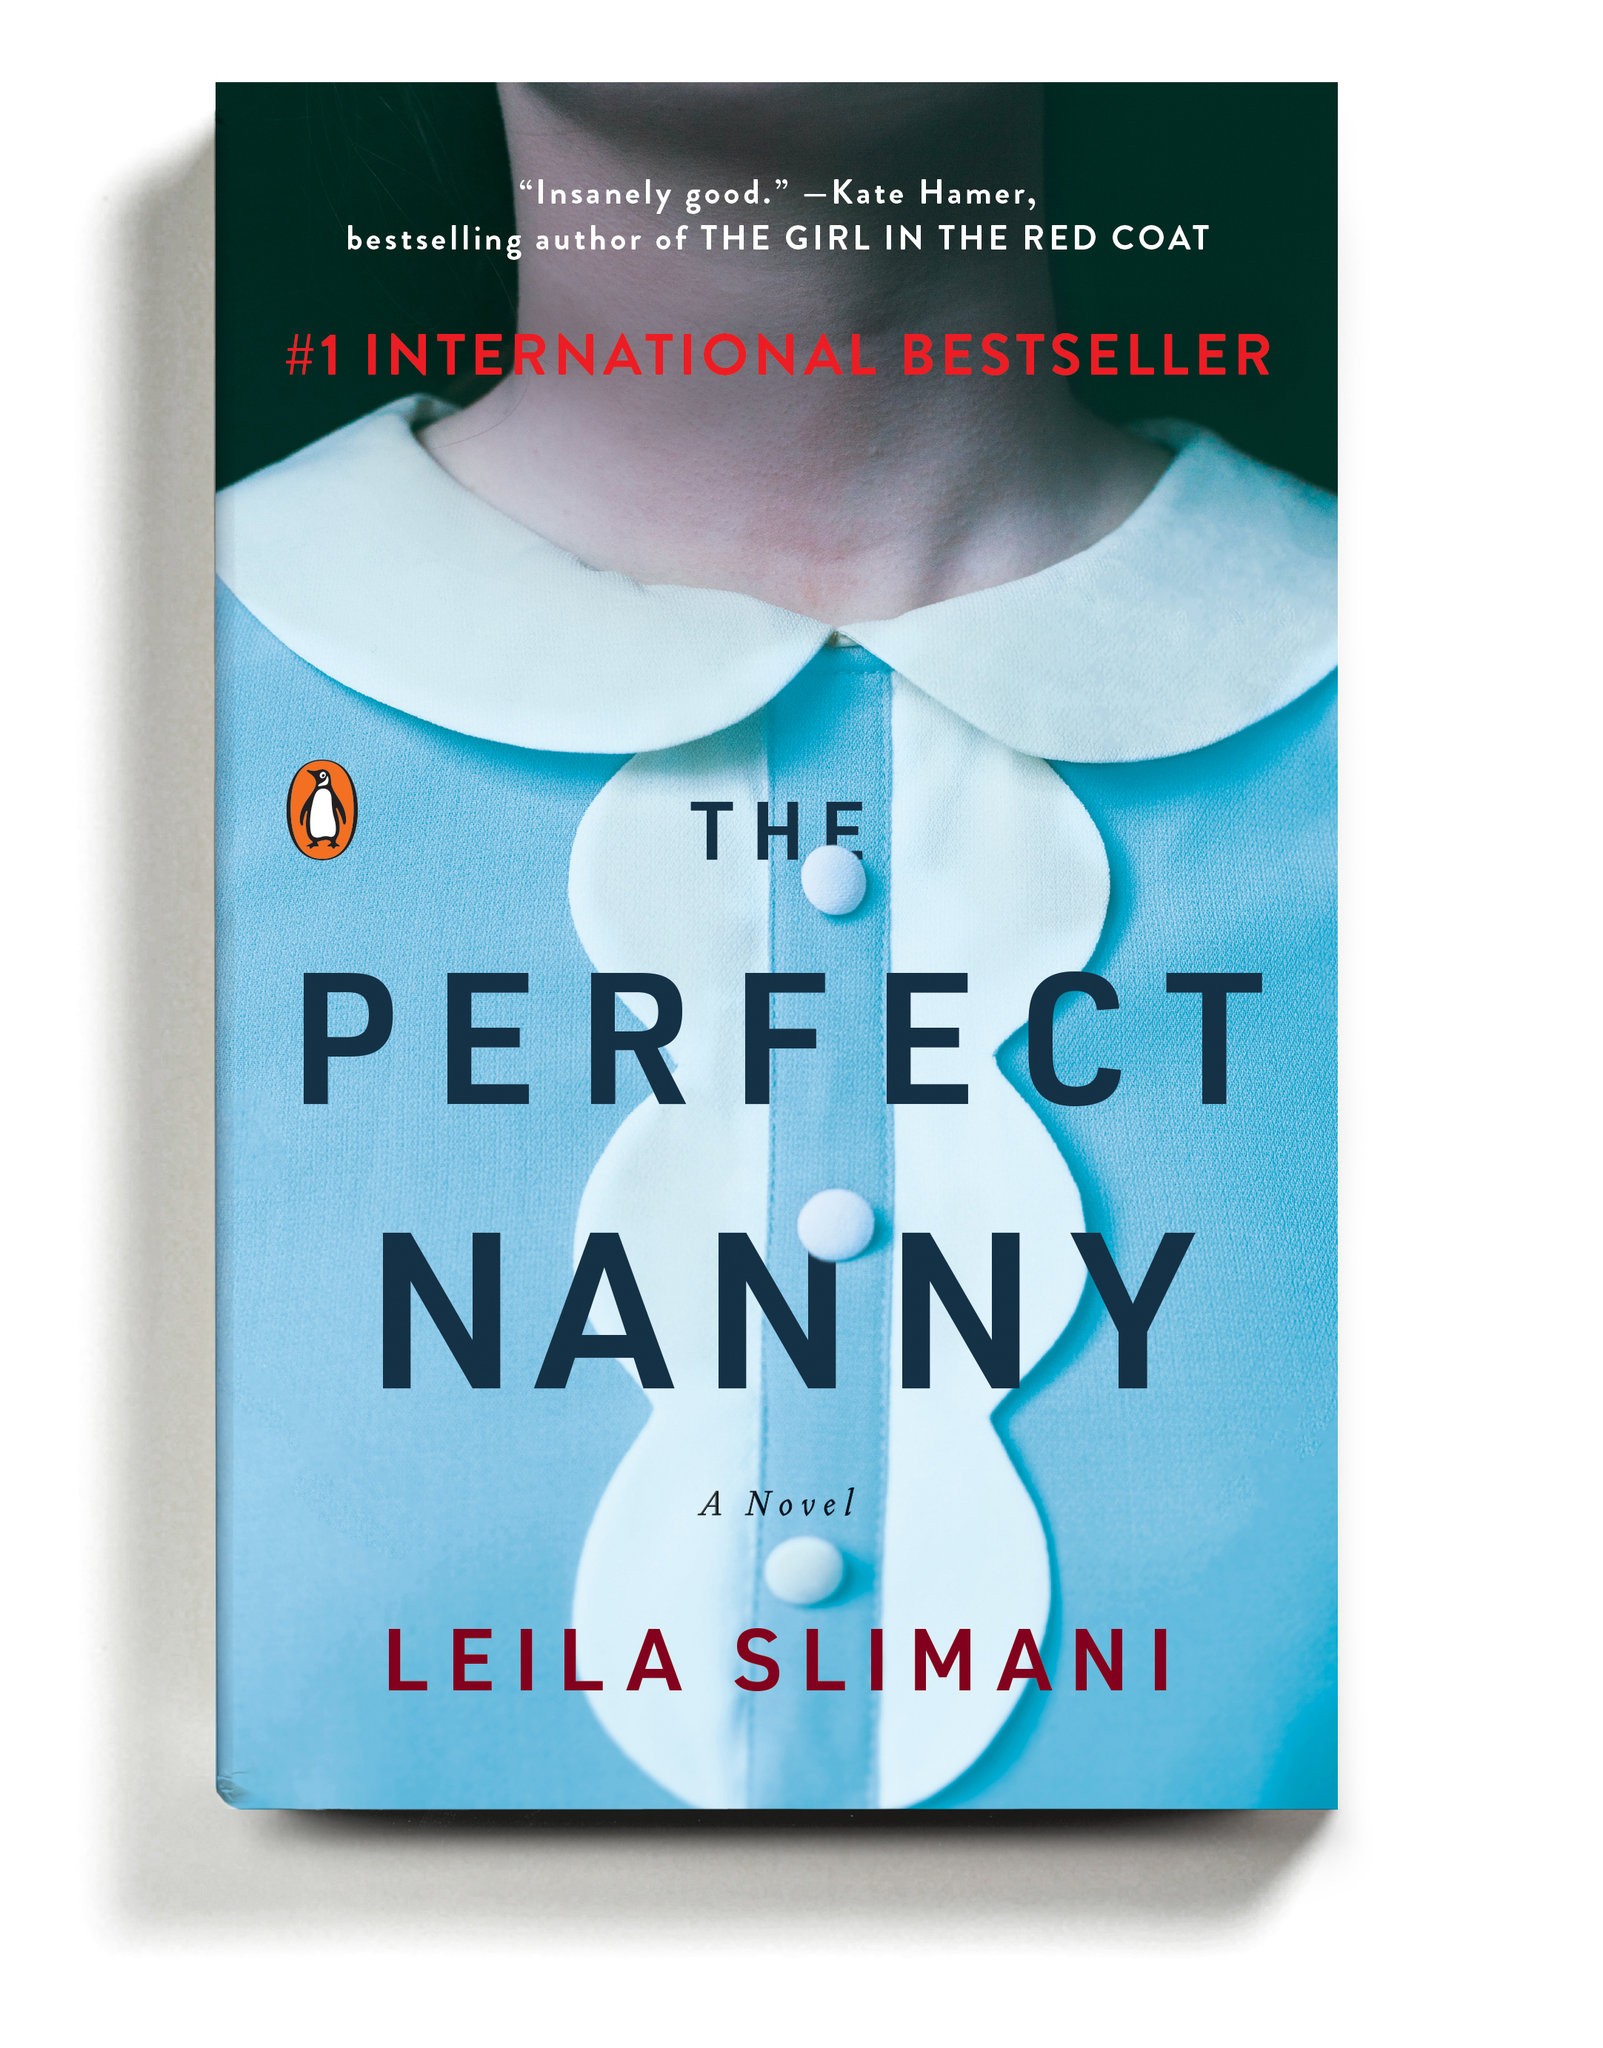 “Insanely good.” —Kate Hamer,
bestselling author of THE GIRL IN THE RED COAT
#1 INTERNATIONAL BESTSELLER
THE
PERFECT
NANNY
A Novel
LEILA SLIMANI